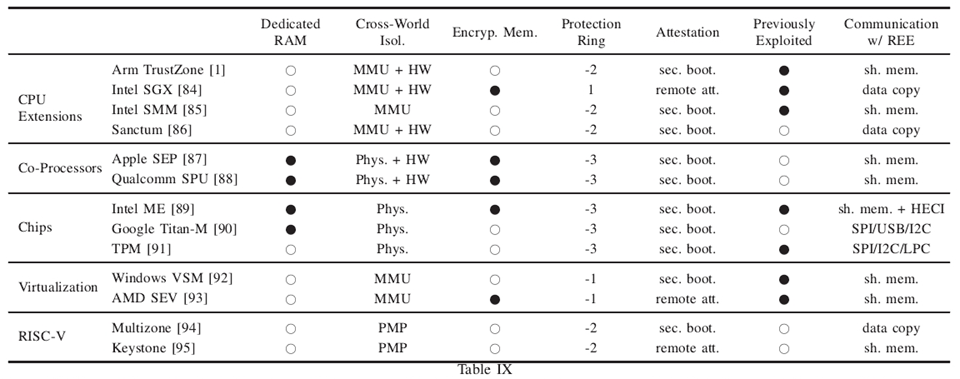 Dedicated RAM Cross-World Isol. Encryp. Mem. Protection Ring Attestation Previously Exploited Communication w/ REE
CPU Extensions
Arm TrustZone [1] ○ MMU + HW ○ -2 sec. boot. ● sh. mem.
Intel SGX [84] ○ MMU + HW ● 1 remote att. ● data copy
Intel SMM [85] ○ MMU ○ -2 sec. boot. ● sh. mem.
Sanctum [86] ○ MMU + HW ○ -2 sec. boot. ○ data copy
Co-Processors
Apple SEP [87] ● Phys. + HW ● -3 sec. boot. ○ sh. mem.
Qualcomm SPU [88] ● Phys. + HW ● -3 sec. boot. ○ sh. mem.
Chips
Intel ME [89] ● Phys. ● -3 sec. boot. ● sh. mem. + HECI
Google Titan-M [90] ● Phys. ○ -3 sec. boot. ○ SPI/USB/I2C
TPM [91] ○ Phys. ○ -3 sec. boot. ● SPI/I2C/LPC
Virtualization
Windows VSM [92] ○ MMU ○ -1 sec. boot. ● sh. mem.
AMD SEV [93] ○ MMU ● -1 remote att. ● sh. mem.
RISC-V
Multizone [94] ○ PMP ○ -2 sec. boot. ○ data copy
Keystone [95] ○ PMP ○ -2 remote att. ○ sh. mem.
Table IX